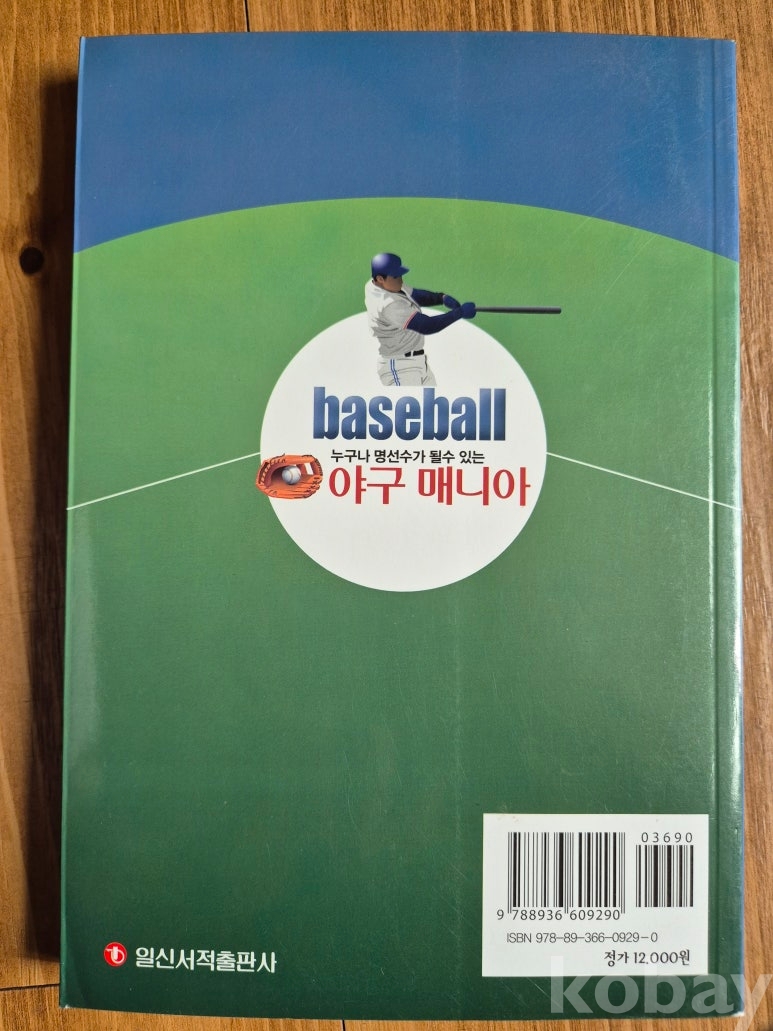 baseball
누구나 명선수가 될수 있는
야구 매니아
03690
9 788936 609290
ISBN 978-89-366-0929-0
정가 12,000원
일신서적출판사
kobay